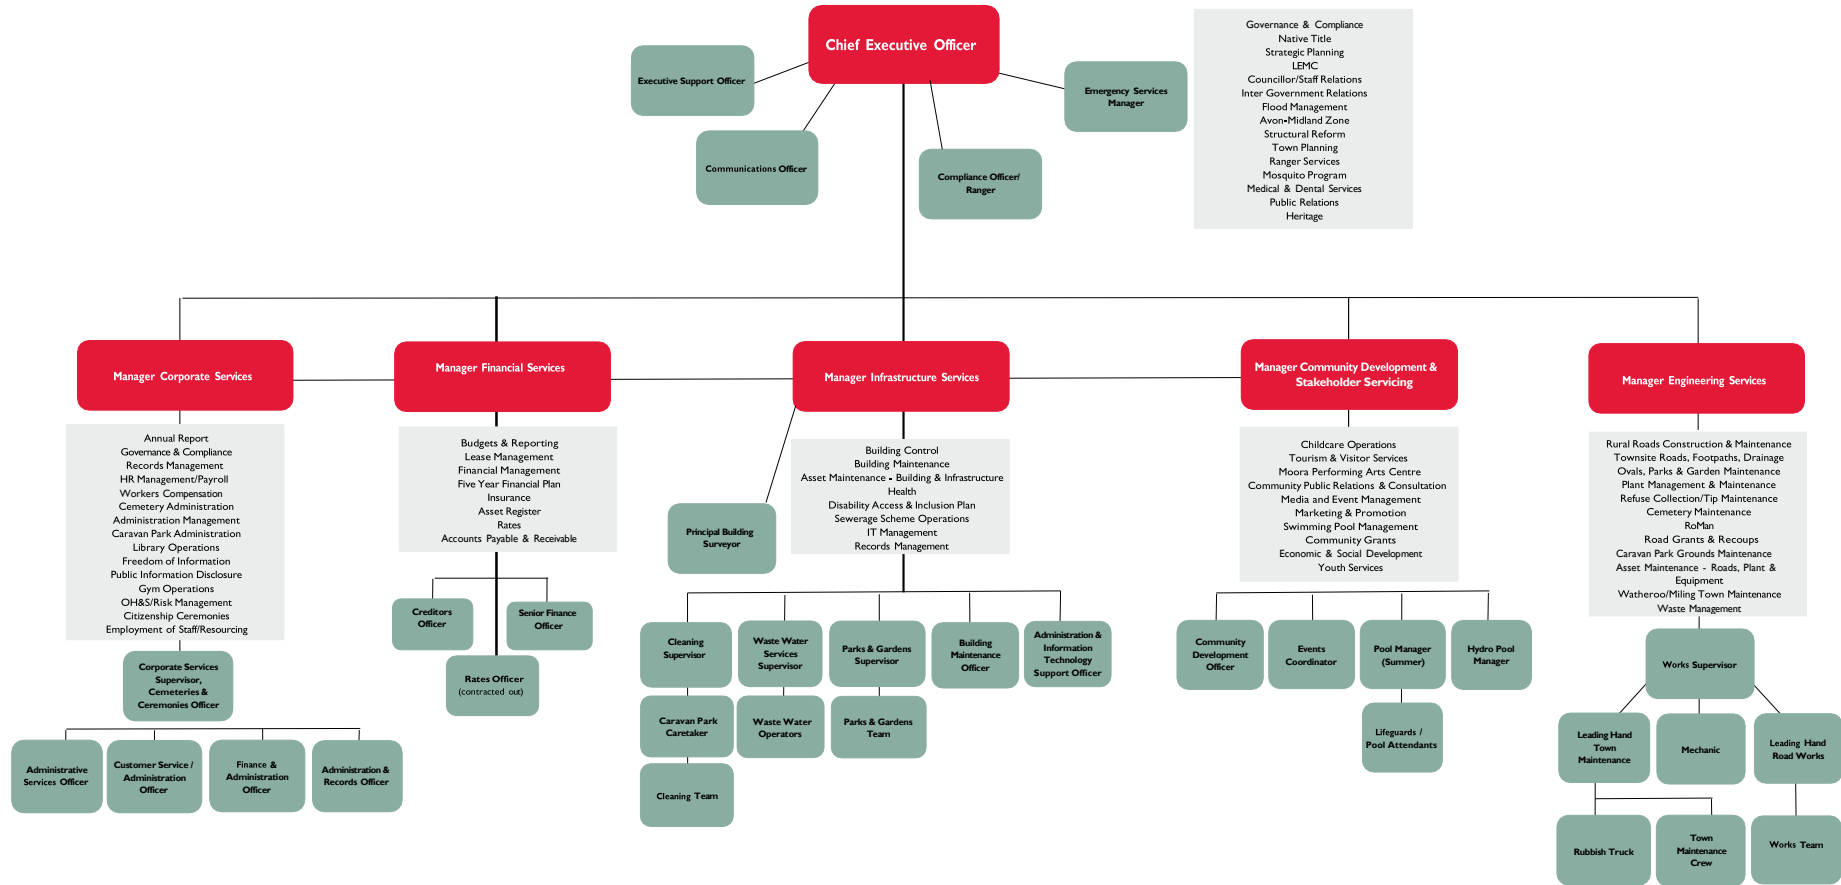 Chief Executive Officer
Executive Support Officer
Communications Officer
Compliance Officer/
Ranger
Emergency Services
Manager
Governance & Compliance
Native Title
Strategic Planning
LEMC
Councillor/Staff Relations
Inter Government Relations
Flood Management
Avon-Midland Zone
Structural Reform
Town Planning
Ranger Services
Mosquito Program
Medical & Dental Services
Public Relations
Heritage
Manager Corporate Services
Annual Report
Governance & Compliance
Records Management
HR Management/Payroll
Workers Compensation
Cemetery Administration
Administration Management
Caravan Park Administration
Library Operations
Freedom of Information
Public Information Disclosure
Gym Operations
OH&S/Risk Management
Citizenship Ceremonies
Employment of Staff/Resourcing
Corporate Services
Supervisor,
Cemeteries &
Ceremonies Officer
Administrative
Services Officer
Customer Service /
Administration
Officer
Finance &
Administration
Officer
Administration &
Records Officer
Manager Financial Services
Budgets & Reporting
Lease Management
Financial Management
Five Year Financial Plan
Insurance
Asset Register
Rates
Accounts Payable & Receivable
Creditors
Officer
Senior Finance
Officer
Rates Officer
(contracted out)
Manager Infrastructure Services
Principal Building
Surveyor
Building Control
Building Maintenance
Asset Maintenance - Building & Infrastructure
Health
Disability Access & Inclusion Plan
Sewerage Scheme Operations
IT Management
Records Management
Cleaning
Supervisor
Waste Water
Services
Supervisor
Parks & Gardens
Supervisor
Building
Maintenance
Officer
Administration &
Information
Technology
Support Officer
Caravan Park
Caretaker
Waste Water
Operators
Parks & Gardens
Team
Cleaning Team
Manager Community Development &
Stakeholder Servicing
Childcare Operations
Tourism & Visitor Services
Moora Performing Arts Centre
Community Public Relations & Consultation
Media and Event Management
Marketing & Promotion
Swimming Pool Management
Community Grants
Economic & Social Development
Youth Services
Community
Development
Officer
Events
Coordinator
Pool Manager
(Summer)
Hydro Pool
Manager
Lifeguards /
Pool Attendants
Manager Engineering Services
Rural Roads Construction & Maintenance
Townsite Roads, Footpaths, Drainage
Ovals, Parks & Garden Maintenance
Plant Management & Maintenance
Refuse Collection/Tip Maintenance
Cemetery Maintenance
RoMan
Road Grants & Recoups
Caravan Park Grounds Maintenance
Asset Maintenance - Roads, Plant &
Equipment
Watheroo/Miling Town Maintenance
Waste Management
Works Supervisor
Leading Hand
Town
Maintenance
Mechanic
Leading Hand
Road Works
Rubbish Truck
Town
Maintenance
Crew
Works Team